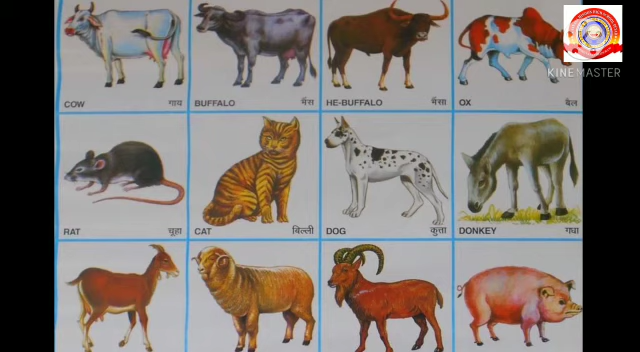 KINEMASTER
COW गाय
BUFFALO भैंस
HE-BUFFALO भैंसा
OX बैल
RAT चूहा
CAT बिल्ली
DOG कुत्ता
DONKEY गधा